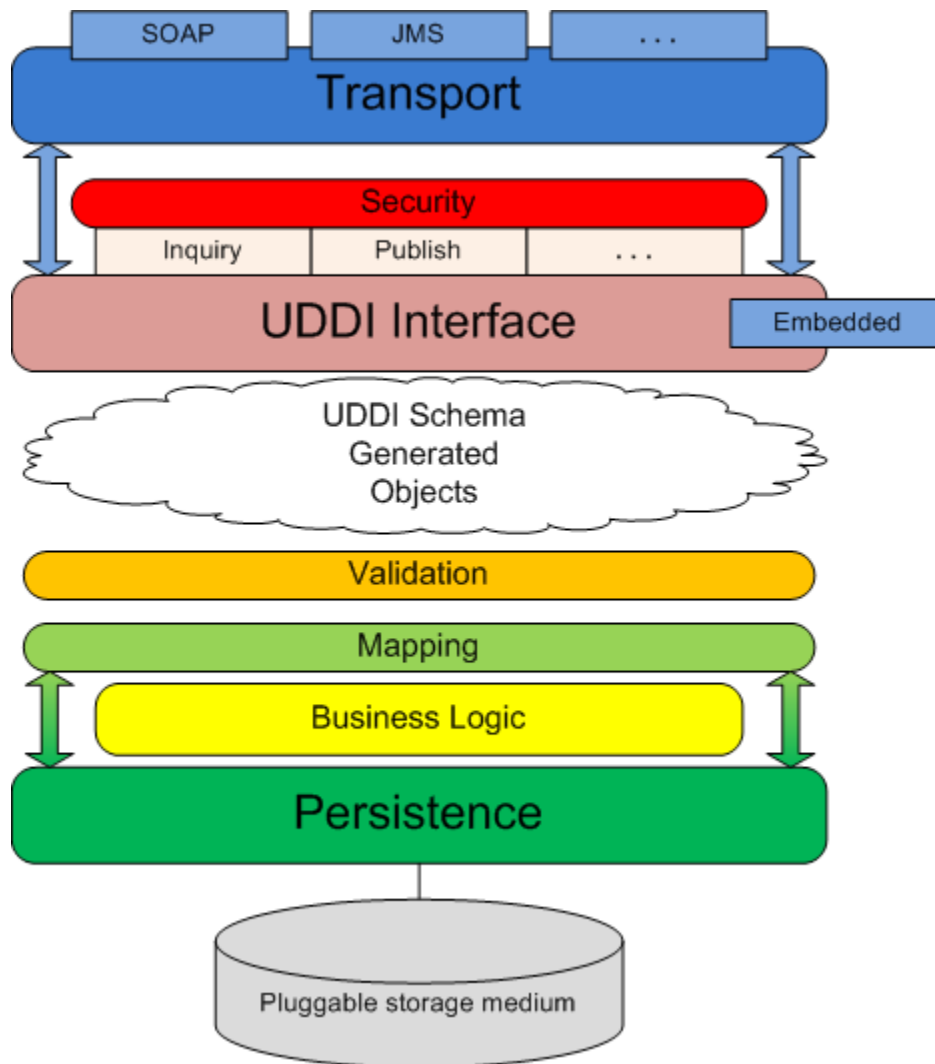 SOAP
JMS
. . .
Transport
Security
Inquiry
Publish
. . .
UDDI Interface
Embedded
UDDI Schema
Generated
Objects
Validation
Mapping
Business Logic
Persistence
Pluggable storage medium